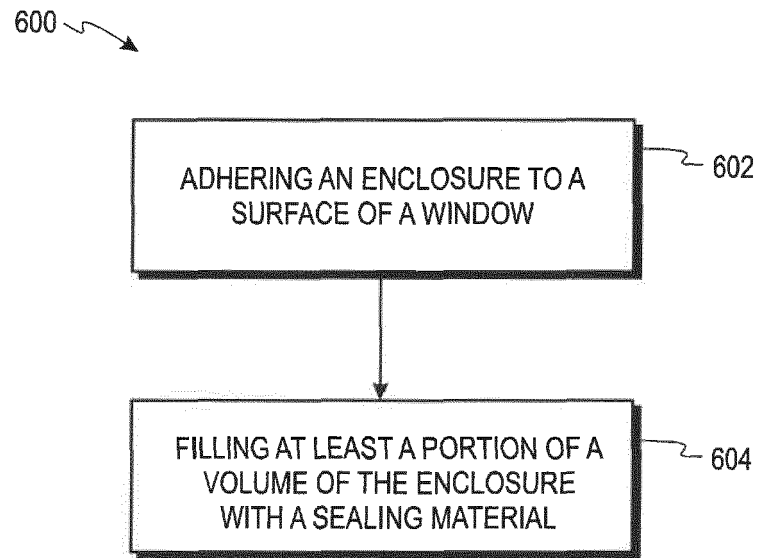 600
ADHERING AN ENCLOSURE TO A
SURFACE OF A WINDOW
602
FILLING AT LEAST A PORTION OF A
VOLUME OF THE ENCLOSURE
WITH A SEALING MATERIAL
604